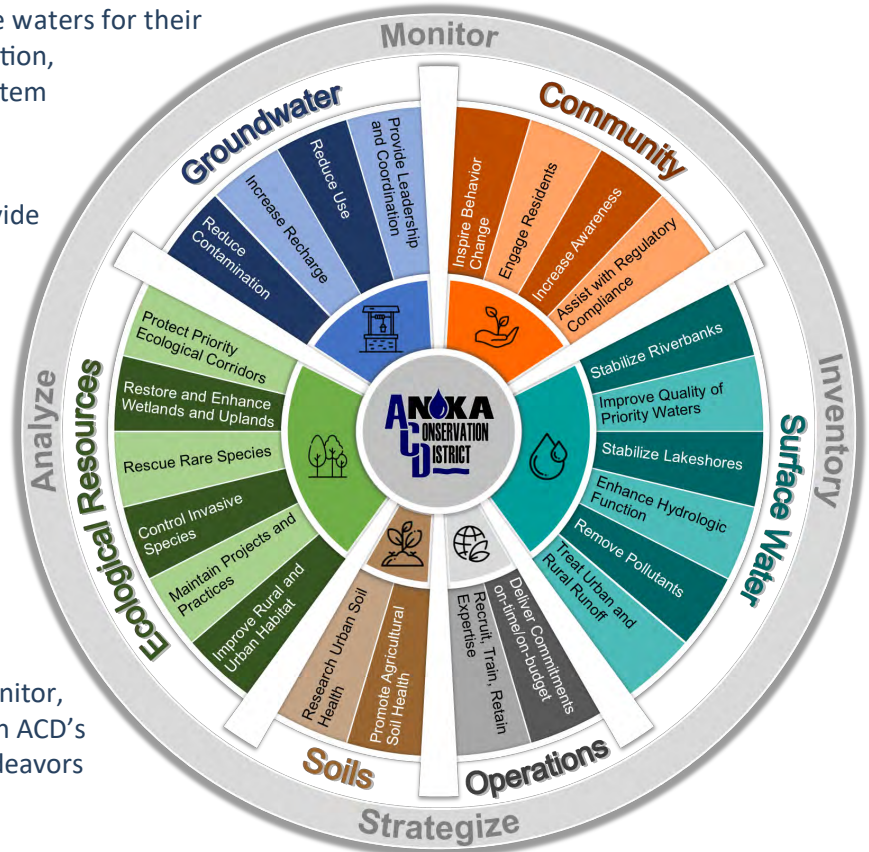 e waters for their
tion,
tem
vide
nitor,
n ACD's
leavors
Monitor
Inventory
Strategize
Analyze
Groundwater
Reduce
Contamination
Increase Recharge
Reduce Use
Provide Leadership
and Coordination
Community
Inspire Behavior
Change
Engage Residents
Increase Awareness
Assist with Regulatory
Compliance
Surface Water
Stabilize Riverbanks
Improve Quality of
Priority Waters
Stabilize Lakeshores
Enhance Hydrologic
Function
Remove Pollutants
Treat Urban and
Rural Runoff
Operations
Deliver Commitments
on-time/on-budget
Recruit, Train, Retain
Expertise
Soils
Promote Agricultural
Soil Health
Research Urban Soil
Health
Ecological Resources
Protect Priority
Ecological Corridors
Restore and Enhance
Wetlands and Uplands
Rescue Rare Species
Control Invasive
Species
Maintain Projects and
Practices
Improve Rural and
Urban Habitat
ANOKA
CONSERVATION
DISTRICT